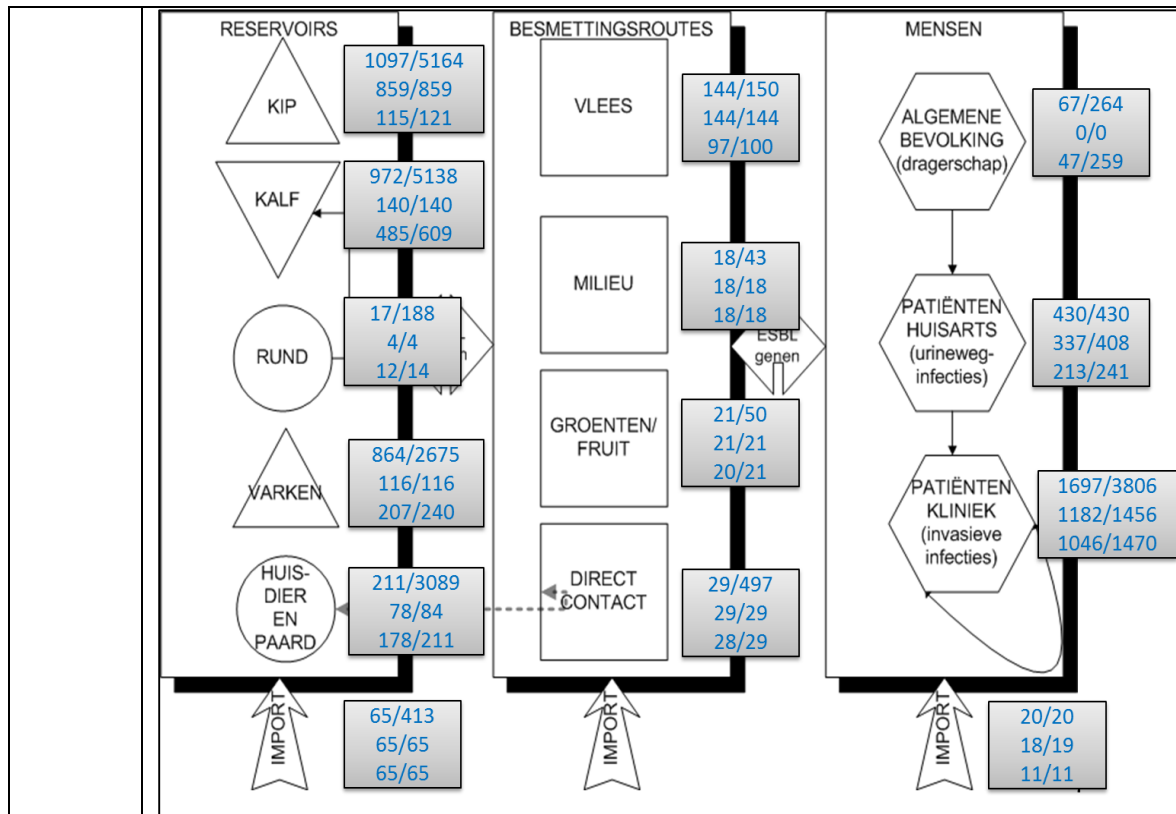 RESERVOIRS
KIP
1097/5164
859/859
115/121
KALF
972/5138
140/140
485/609
RUND
17/188
4/4
12/14
VARKEN
864/2675
116/116
207/240
HUIS-
DIER
EN
PAARD
211/3089
78/84
178/211
IMPORT
65/413
65/65
65/65
BESMETTINGSROUTES
VLEES
144/150
144/144
97/100
MILIEU
18/43
18/18
18/18
ESBL
genen
GROENTEN/
FRUIT
21/50
21/21
20/21
DIRECT
CONTACT
29/497
29/29
28/29
IMPORT
MENSEN
ALGEMENE
BEVOLKING
(dragerschap)
67/264
0/0
47/259
PATIËNTEN
HUISARTS
(urineweg-
infecties)
430/430
337/408
213/241
PATIËNTEN
KLINIEK
(invasieve
infecties)
1697/3806
1182/1456
1046/1470
IMPORT
20/20
18/19
11/11